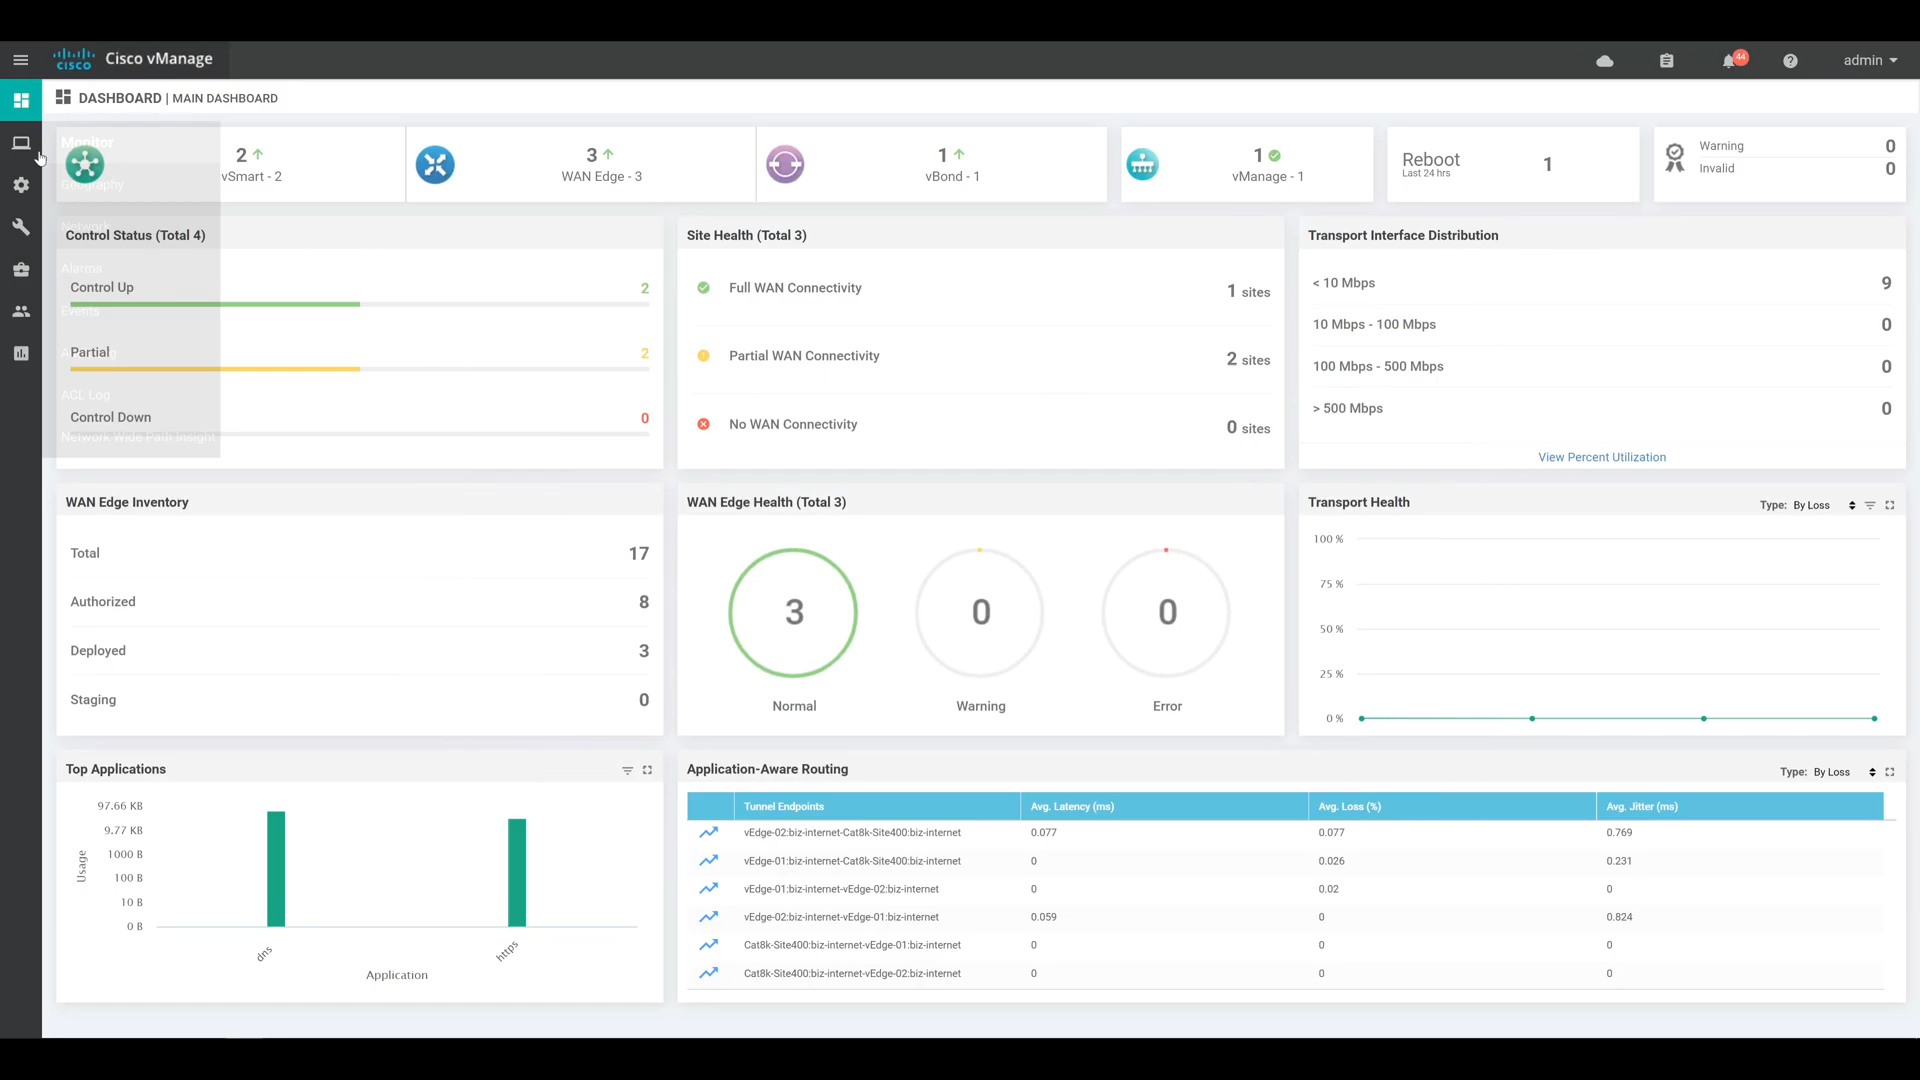 cisco Cisco vManage
44
admin
DASHBOARD | MAIN DASHBOARD
Monitor
Geography
Network
Alarms
Events
ACL Log
Network Wide Path Insight
2
vSmart - 2
3
WAN Edge - 3
1
vBond - 1
1
vManage - 1
Reboot
Last 24 hrs
1
Warning 0
Invalid 0
Control Status (Total 4)
Control Up 2
Partial 2
Control Down 0
Site Health (Total 3)
Full WAN Connectivity 1 sites
Partial WAN Connectivity 2 sites
No WAN Connectivity 0 sites
Transport Interface Distribution
< 10 Mbps 9
10 Mbps - 100 Mbps 0
100 Mbps - 500 Mbps 0
> 500 Mbps 0
View Percent Utilization
WAN Edge Inventory
Total 17
Authorized 8
Deployed 3
Staging 0
WAN Edge Health (Total 3)
3 0 0
Normal Warning Error
Transport Health
Type: By Loss
100 %
75 %
50 %
25 %
0 %
Top Applications
97.66 KB
9.77 KB
1000 B
100 B
10 B
0 B
Usage
dns https
Application
Application-Aware Routing
Type: By Loss
Tunnel Endpoints Avg. Latency (ms) Avg. Loss (%) Avg. Jitter (ms)
vEdge-02:biz-internet-Cat8k-Site400:biz-internet 0.077 0.077 0.769
vEdge-01:biz-internet-Cat8k-Site400:biz-internet 0 0.026 0.231
vEdge-01:biz-internet-vEdge-02:biz-internet 0 0.02 0
vEdge-02:biz-internet-vEdge-01:biz-internet 0.059 0 0.824
Cat8k-Site400:biz-internet-vEdge-01:biz-internet 0 0 0
Cat8k-Site400:biz-internet-vEdge-02:biz-internet 0 0 0